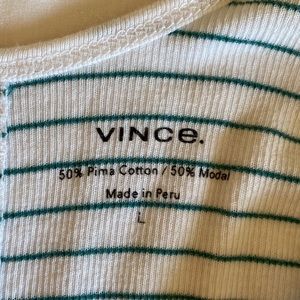 VINCE.
50% Pima Cotton / 50% Modal
Made in Peru
L